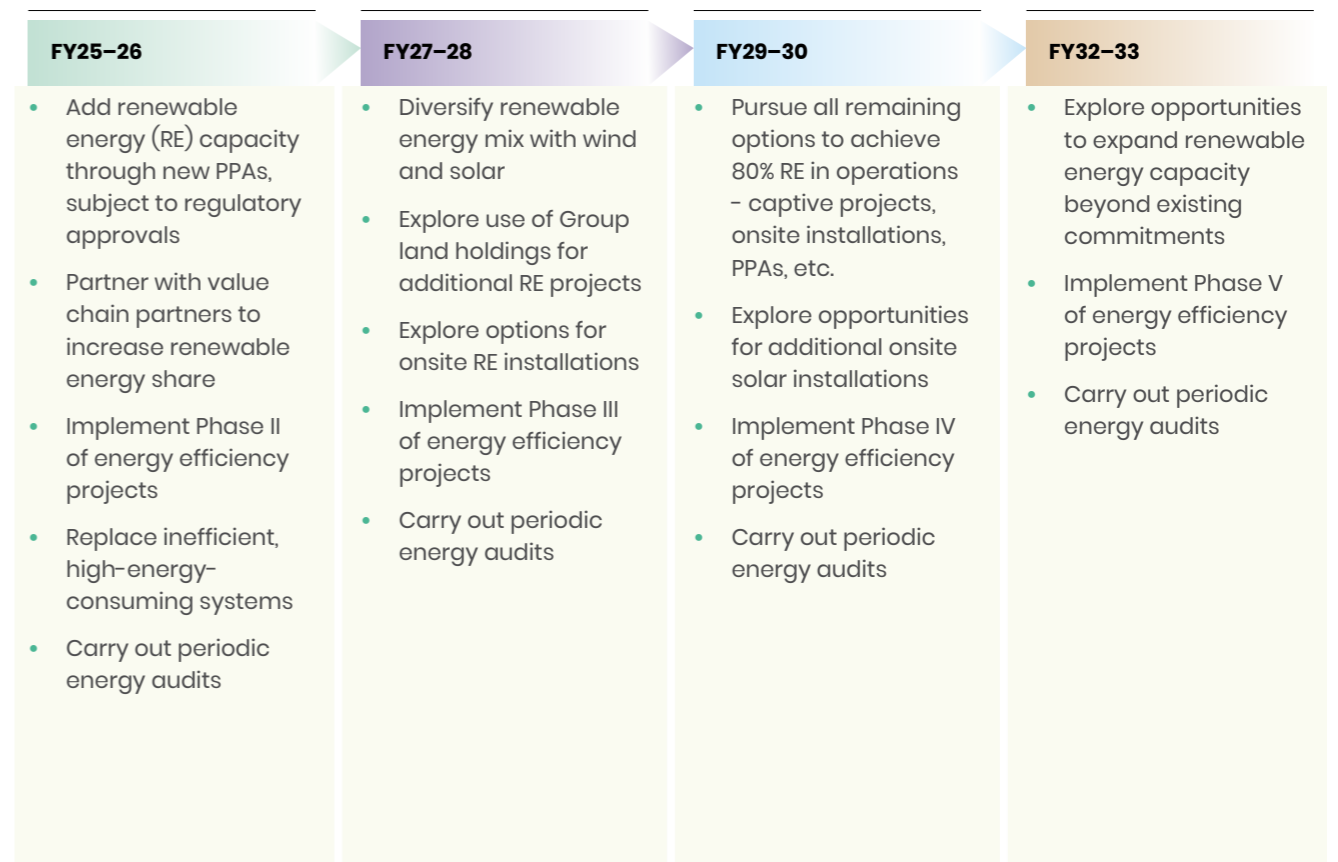 FY25–26
• Add renewable
energy (RE) capacity
through new PPAs,
subject to regulatory
approvals
• Partner with value
chain partners to
increase renewable
energy share
• Implement Phase II
of energy efficiency
projects
• Replace inefficient,
high-energy-
consuming systems
• Carry out periodic
energy audits
FY27–28
• Diversify renewable
energy mix with wind
and solar
• Explore use of Group
land holdings for
additional RE projects
• Explore options for
onsite RE installations
• Implement Phase III
of energy efficiency
projects
• Carry out periodic
energy audits
FY29–30
• Pursue all remaining
options to achieve
80% RE in operations
- captive projects,
onsite installations,
PPAs, etc.
• Explore opportunities
for additional onsite
solar installations
• Implement Phase IV
of energy efficiency
projects
• Carry out periodic
energy audits
FY32–33
• Explore opportunities
to expand renewable
energy capacity
beyond existing
commitments
• Implement Phase V
of energy efficiency
projects
• Carry out periodic
energy audits